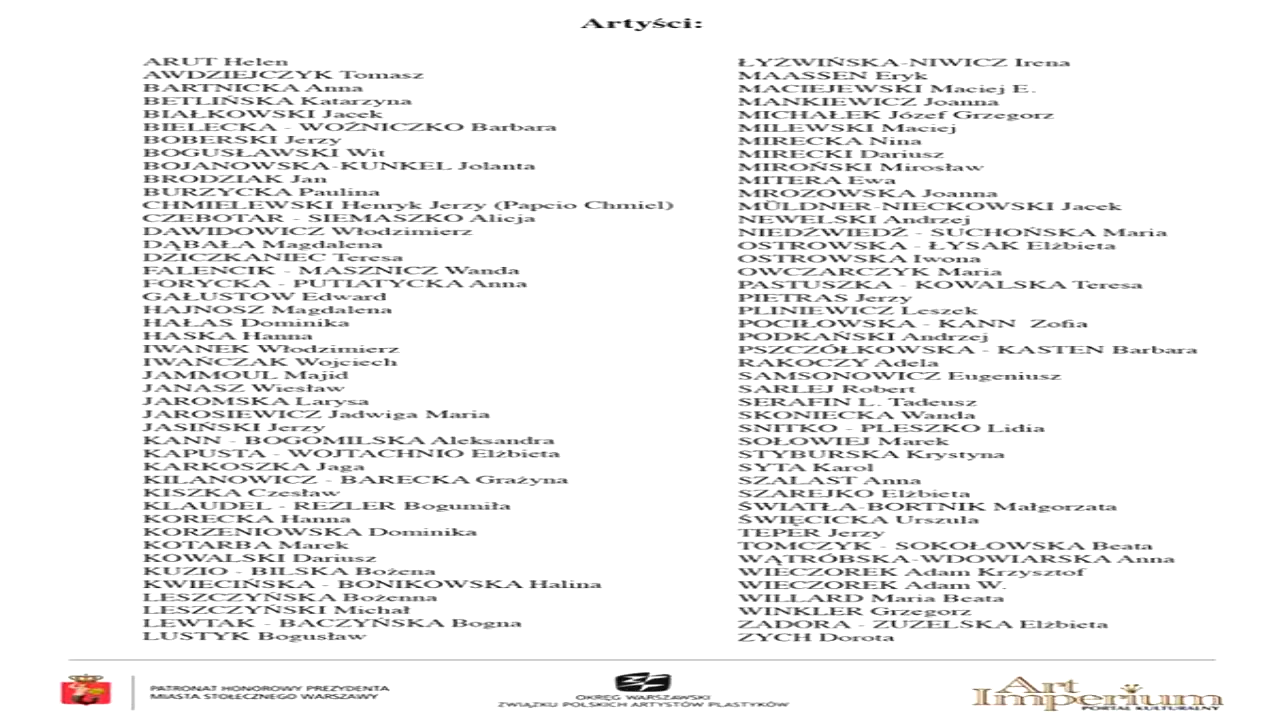 Artyści:
ARUT Helen
AWDZIEJCZYK Tomasz
BARTNICKA Anna
BETLIŃSKA Katarzyna
BIAŁKOWSKI Jacek
BIELECKA - WOŹNICZKO Barbara
BOBERSKI Jerzy
BOGUSŁAWSKI Wit
BOJANOWSKA-KUNKEL Jolanta
BRODZIAK Jan
BURZYCKA Paulina
CHMIELEWSKI Henryk Jerzy (Papcio Chmiel)
CZEBOTAR - SIEMASZKO Alicja
DAWIDOWICZ Włodzimierz
DĄBAŁA Magdalena
DZICZKANIEC Teresa
FALENCIK - MASZNICZ Wanda
FORYCKA - PUTIATYCKA Anna
GAŁUSTOW Edward
HAJNOSZ Magdalena
HAŁAS Dominika
HASKA Hanna
IWANEK Włodzimierz
IWAŃCZAK Wojciech
JAMMOUL Majid
JANASZ Wiesław
JAROMSKA Larysa
JAROSIEWICZ Jadwiga Maria
JASIŃSKI Jerzy
KANN - BOGOMILSKA Aleksandra
KAPUSTA - WOJTACHNIO Elżbieta
KARKOSZKA Jaga
KILANOWICZ - BARECKA Grażyna
KISZKA Czesław
KLAUDEL - REZLER Bogumiła
KORECKA Hanna
KORZENIOWSKA Dominika
KOTARBA Marek
KOWALSKI Dariusz
KUZIO - BILSKA Bożena
KWIECIŃSKA - BONIKOWSKA Halina
LESZCZYŃSKA Bożenna
LESZCZYŃSKI Michał
LEWTAK - BACZYŃSKA Bogna
LUSTYK Bogusław
ŁYŻWIŃSKA-NIWICZ Irena
MAASSEN Eryk
MACIEJEWSKI Maciej E.
MANKIEWICZ Joanna
MICHAŁEK Józef Grzegorz
MILEWSKI Maciej
MIRECKA Nina
MIRECKI Dariusz
MIROŃSKI Mirosław
MITERA Ewa
MROZOWSKA Joanna
MÜLDNER-NIECKOWSKI Jacek
NEWELSKI Andrzej
NIEDŹWIEDŹ - SUCHOŃSKA Maria
OSTROWSKA - ŁYSAK Elżbieta
OSTROWSKA Iwona
OWCZARCZYK Maria
PASTUSZKA - KOWALSKA Teresa
PIETRAS Jerzy
PLINIEWICZ Leszek
POCIŁOWSKA - KANN Zofia
PODKAŃSKI Andrzej
PSZCZÓŁKOWSKA - KASTEN Barbara
RAKOCZY Adela
SAMSONOWICZ Eugeniusz
SARLEJ Robert
SERAFIN L. Tadeusz
SKONIECKA Wanda
SNITKO - PLESZKO Lidia
SOŁOWIEJ Marek
STYBURSKA Krystyna
SYTA Karol
SZALAST Anna
SZAREJKO Elżbieta
ŚWIATŁA-BORTNIK Małgorzata
ŚWIĘCICKA Urszula
TEPER Jerzy
TOMCZYK - SOKOŁOWSKA Beata
WĄTRÓBSKA-WDOWIARSKA Anna
WIECZOREK Adam Krzysztof
WIECZOREK Adam W.
WILLARD Maria Beata
WINKLER Grzegorz
ZADORA - ZUZELSKA Elżbieta
ZYCH Dorota
PATRONAT HONOROWY PREZYDENTA
MIASTA STOŁECZNEGO WARSZAWY
OKRĘG WARSZAWSKI
ZWIĄZKU POLSKICH ARTYSTÓW PLASTYKÓW
Art
Imperium
PORTAL KULTURALNY